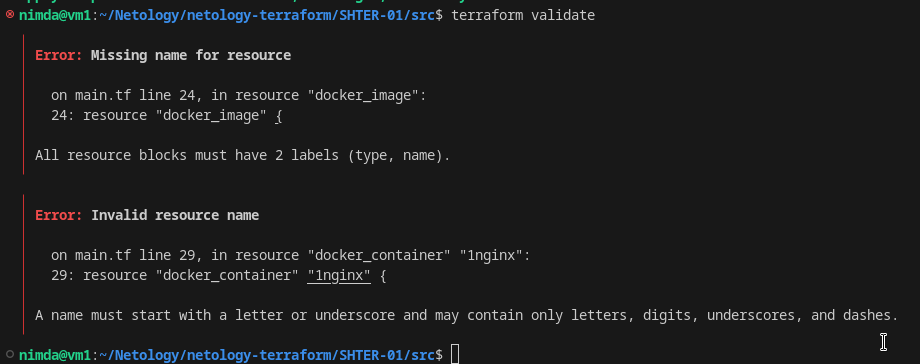 nimda@vm1:~/Netology/netology-terraform/SHTER-01/src$ terraform validate
Error: Missing name for resource
on main.tf line 24, in resource "docker_image":
24: resource "docker_image" {
All resource blocks must have 2 labels (type, name).
Error: Invalid resource name
on main.tf line 29, in resource "docker_container" "1nginx":
29: resource "docker_container" "1nginx" {
A name must start with a letter or underscore and may contain only letters, digits, underscores, and dashes.
nimda@vm1:~/Netology/netology-terraform/SHTER-01/src$